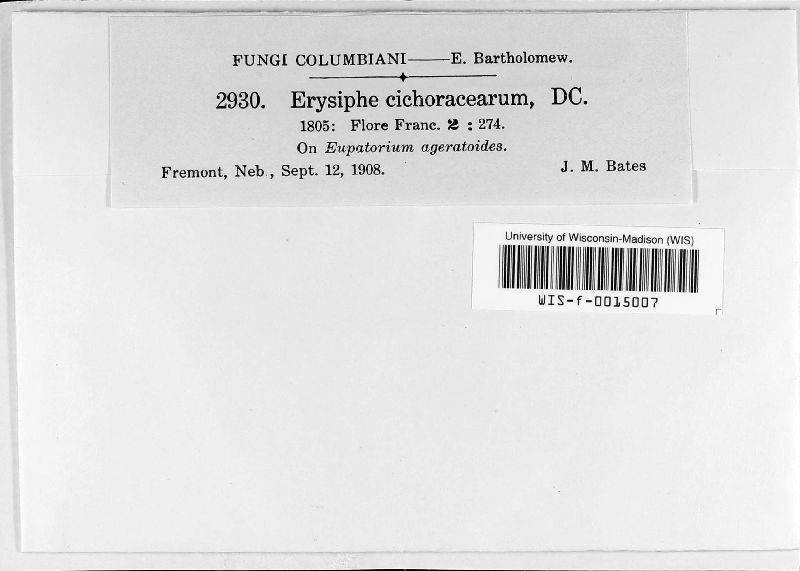 FUNGI COLUMBIANI——E. Bartholomew.
2930. Erysiphe cichoracearum, DC.
1805: Flore Franc. 2 : 274.
On Eupatorium ageratoides.
Fremont, Neb., Sept. 12, 1908. J. M. Bates
University of Wisconsin-Madison (WIS)
WIS-f-0015007